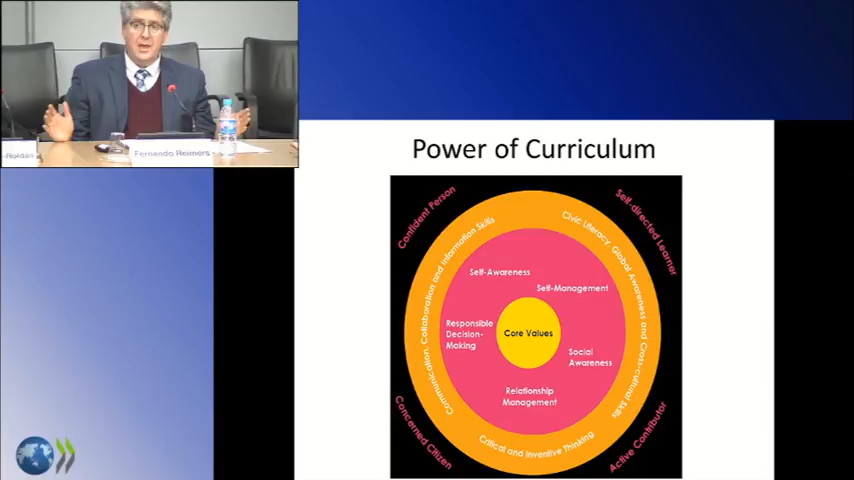 -Roldán
Fernando Reimers
Power of Curriculum
Confident Person
Self-directed Learner
Communication, Collaboration and Information Skills
Civic Literacy, Global Awareness and Cross-cultural Skills
Self-Awareness
Self-Management
Responsible
Decision-
Making
Core Values
Social
Awareness
Relationship
Management
Critical and Inventive Thinking
Concerned Citizen
Active Contributor